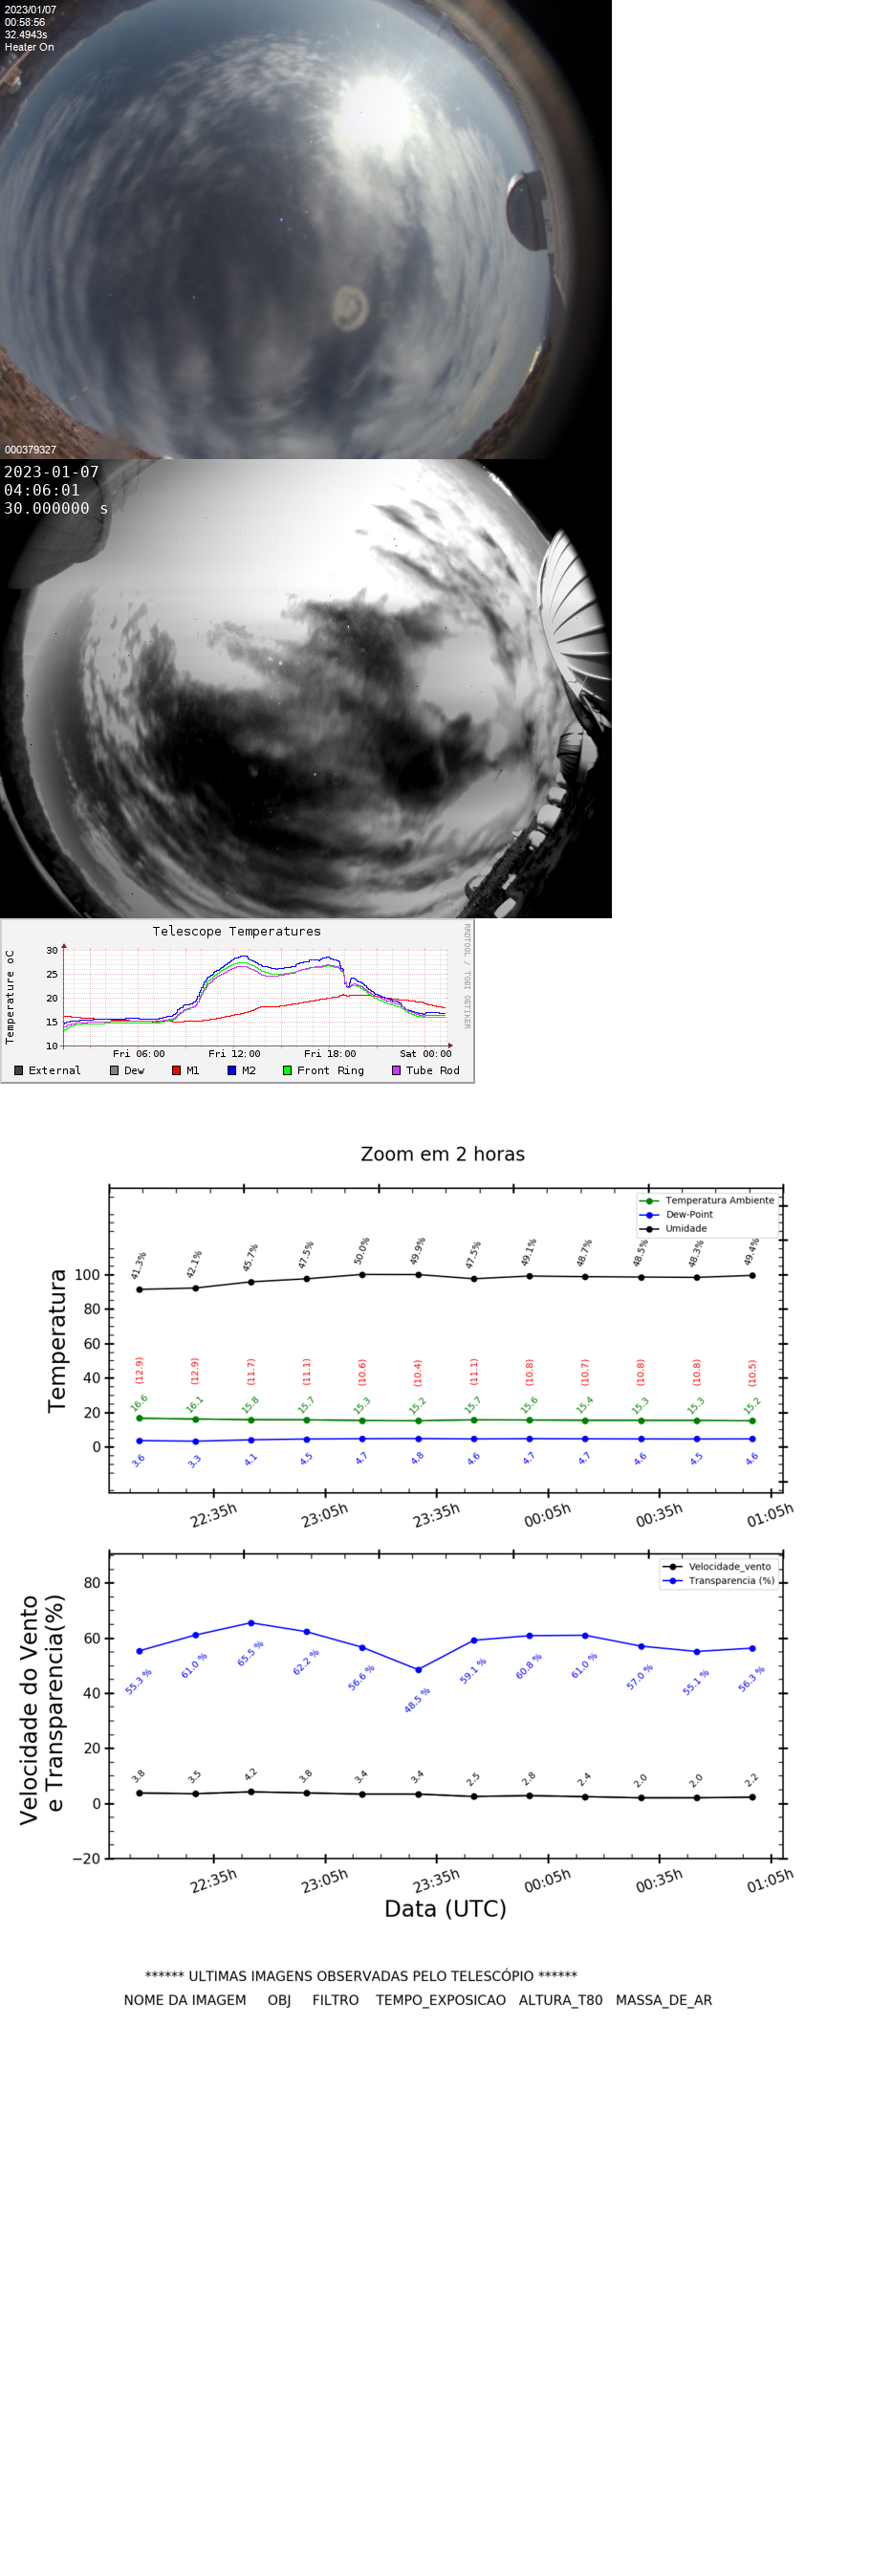 2023/01/07
00:58:56
32.4943s
Heater On
000379327
2023-01-07
04:06:01
30.000000 s
Telescope Temperatures
RRDTOOL / TOBI OETIKER
Temperature oC
30
25
20
15
10
Fri 06:00 Fri 12:00 Fri 18:00 Sat 00:00
External Dew M1 M2 Front Ring Tube Rod
Zoom em 2 horas
Temperatura Ambiente
Dew-Point
Umidade
Temperatura
100
80
60
40
20
0
41.3% 42.1% 45.7% 47.5% 50.0% 49.9% 47.5% 49.1% 48.7% 48.5% 48.3% 49.4%
(12.9) (12.9) (11.7) (11.1) (10.6) (10.4) (11.1) (10.8) (10.7) (10.8) (10.8) (10.5)
16.6 16.1 15.8 15.7 15.3 15.2 15.7 15.6 15.4 15.3 15.3 15.2
3.6 3.3 4.1 4.5 4.7 4.8 4.6 4.7 4.7 4.6 4.5 4.6
22:35h 23:05h 23:35h 00:05h 00:35h 01:05h
Velocidade_vento
Transparencia (%)
Velocidade do Vento
e Transparencia(%)
80
60
40
20
0
−20
55.3 % 61.0 % 65.5 % 62.2 % 56.6 % 48.5 % 59.1 % 60.8 % 61.0 % 57.0 % 55.1 % 56.3 %
3.8 3.5 4.2 3.8 3.4 3.4 2.5 2.8 2.4 2.0 2.0 2.2
22:35h 23:05h 23:35h 00:05h 00:35h 01:05h
Data (UTC)
****** ULTIMAS IMAGENS OBSERVADAS PELO TELESCÓPIO ******
NOME DA IMAGEM OBJ FILTRO TEMPO_EXPOSICAO ALTURA_T80 MASSA_DE_AR